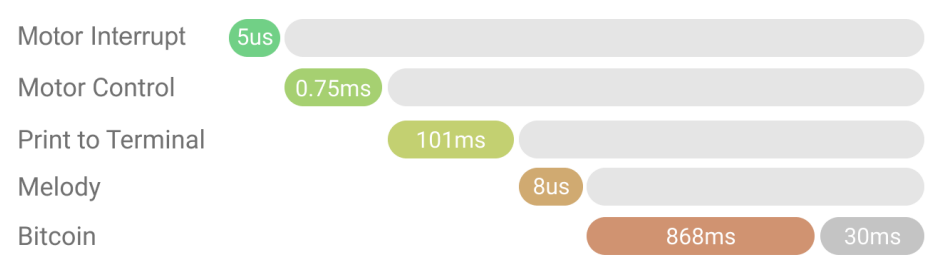 Motor Interrupt 5us
Motor Control 0.75ms
Print to Terminal 101ms
Melody 8us
Bitcoin 868ms 30ms